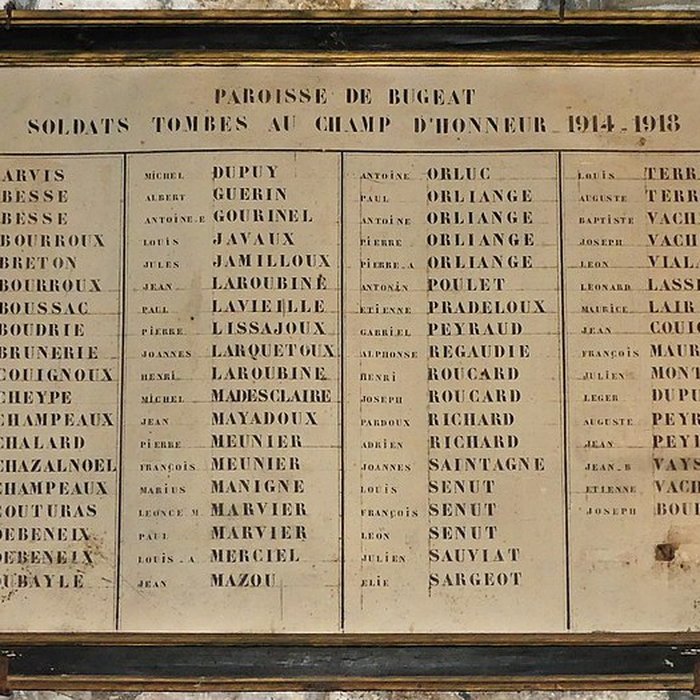 PAROISSE DE BUGEAT
SOLDATS TOMBES AU CHAMP D'HONNEUR 1914-1918
ARVIS
BESSE
BESSE
BOURROUX
BRETON
BOURROUX
BOUSSAC
BOUDRIE
BRUNERIE
COUIGNOUX
CHEYPE
CHAMPEAUX
CHALARD
CHAZALNOEL
CHAMPEAUX
COUTURAS
DEBENEIX
DEBENEIX
DUBAYLE
MICHEL DUPUY
ALBERT GUERIN
ANTOINE.E GOURINEL
LOUIS JAVAUX
JULES JAMILLOUX
JEAN LAROUBINÉ
PAUL LAVIEILLE
PIERRE LISSAJOUX
JOANNES LARQUETOUX
HENRI LAROUBINE
MICHEL MADESCLAIRE
JEAN MAYADOUX
PIERRE MEUNIER
FRANÇOIS MEUNIER
MARIUS MANIGNE
LEONCE M. MARVIER
PAUL MARVIER
LOUIS.A. MERCIEL
JEAN MAZOU
ANTOINE ORLUC
PAUL ORLIANGE
ANTOINE ORLIANGE
PIERRE ORLIANGE
PIERRE.A ORLIANGE
ANTONIN POULET
ETIENNE PRADELOUX
GABRIEL PEYRAUD
ALPHONSE REGAUDIE
HENRI ROUCARD
JOSEPH ROUCARD
PARDOUX RICHARD
ADRIEN RICHARD
JOANNES SAINTAGNE
LOUIS SENUT
FRANÇOIS SENUT
LEON SENUT
JULIEN SAUVIAT
ELIE SARGEOT
LOUIS TERR
AUGUSTE TERR
BAPTISTE VACH
JOSEPH VACH
LEON VIAL
LEONARD LASS
MAURICE LAIR
JEAN COUI
FRANÇOIS MAUR
JULIEN MONT
LEGER DUPU
AUGUSTE PEYR
JEAN PEY
JEAN.B VAYS
ETIENNE VACH
JOSEPH BOU